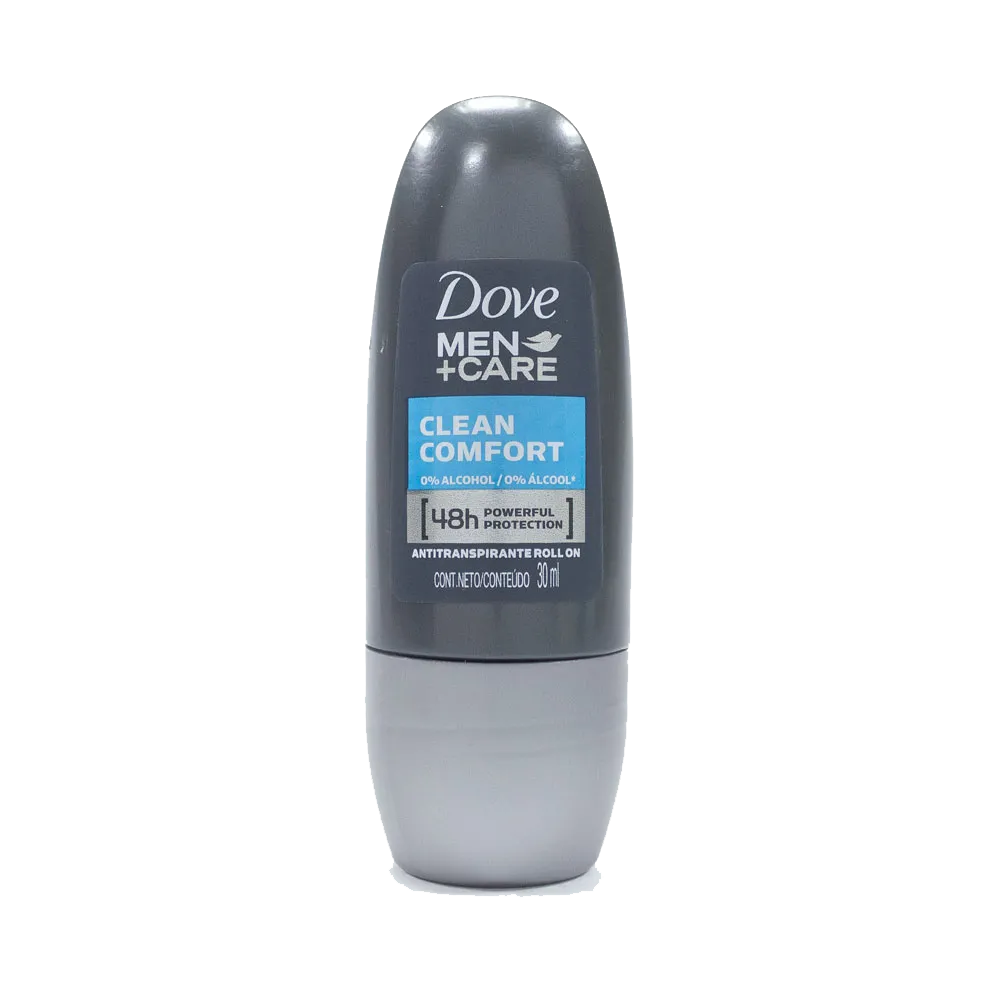 Dove
MEN
+CARE
CLEAN
COMFORT
0% ALCOHOL / 0% ÁLCOOL*
[48h POWERFUL
PROTECTION]
ANTITRANSPIRANTE ROLL ON
CONT.NETO/CONTEÚDO 30 ml